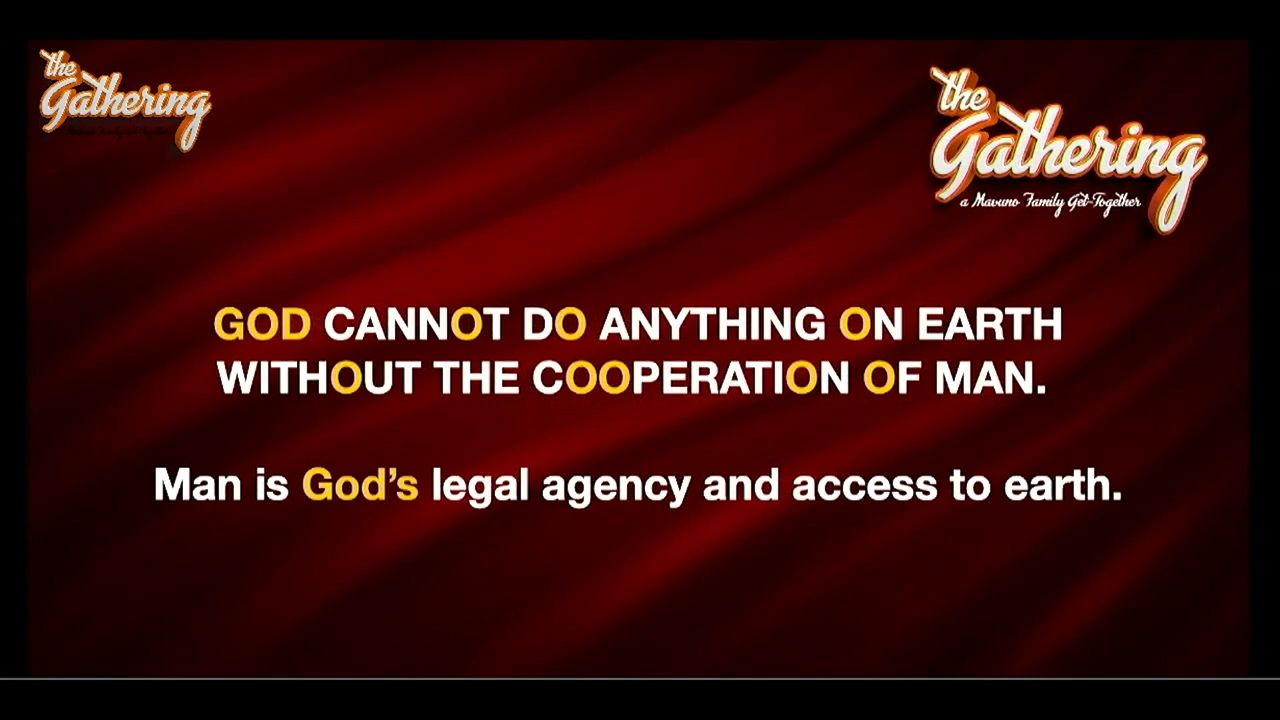 the
Gathering
the
Gathering
a Mavuno Family Get-Together
GOD CANNOT DO ANYTHING ON EARTH
WITHOUT THE COOPERATION OF MAN.
Man is God's legal agency and access to earth.